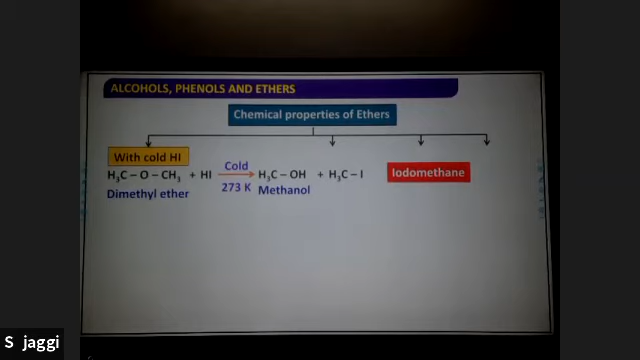 ALCOHOLS, PHENOLS AND ETHERS
Chemical properties of Ethers
With cold HI
H₃C – O – CH₃ + HI Cold 273 K H₃C – OH + H₃C – I
Iodomethane
Dimethyl ether Methanol
S jaggi